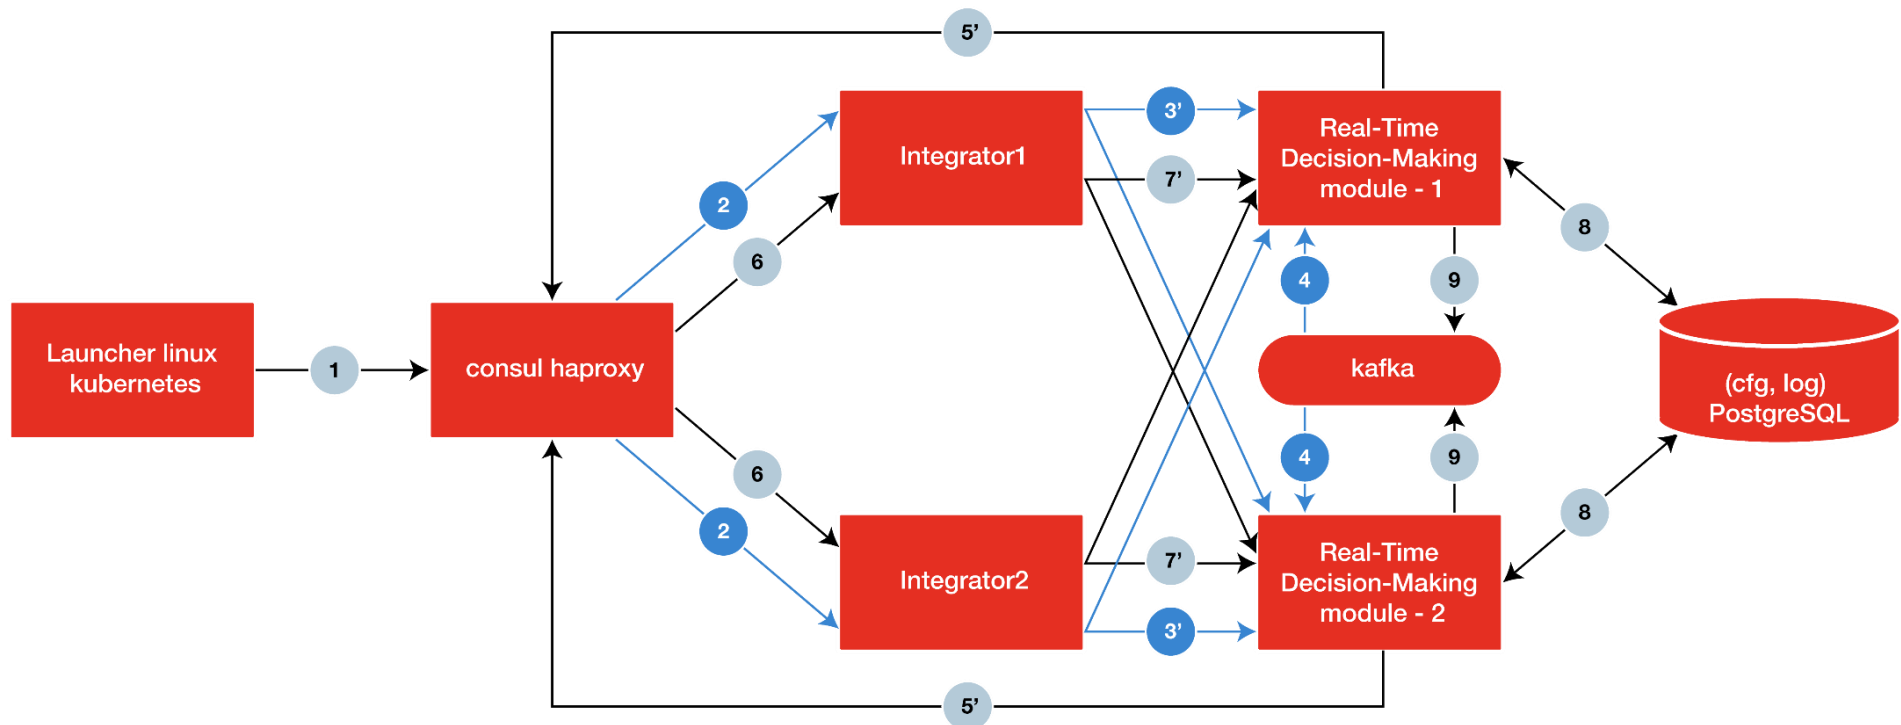 5’
Integrator1
3’
7’
Real-Time
Decision-Making
module - 1
2
6
8
4
9
Launcher linux
kubernetes
1
consul haproxy
kafka
(cfg, log)
PostgreSQL
6
2
4
9
8
Integrator2
7’
3’
Real-Time
Decision-Making
module - 2
5’